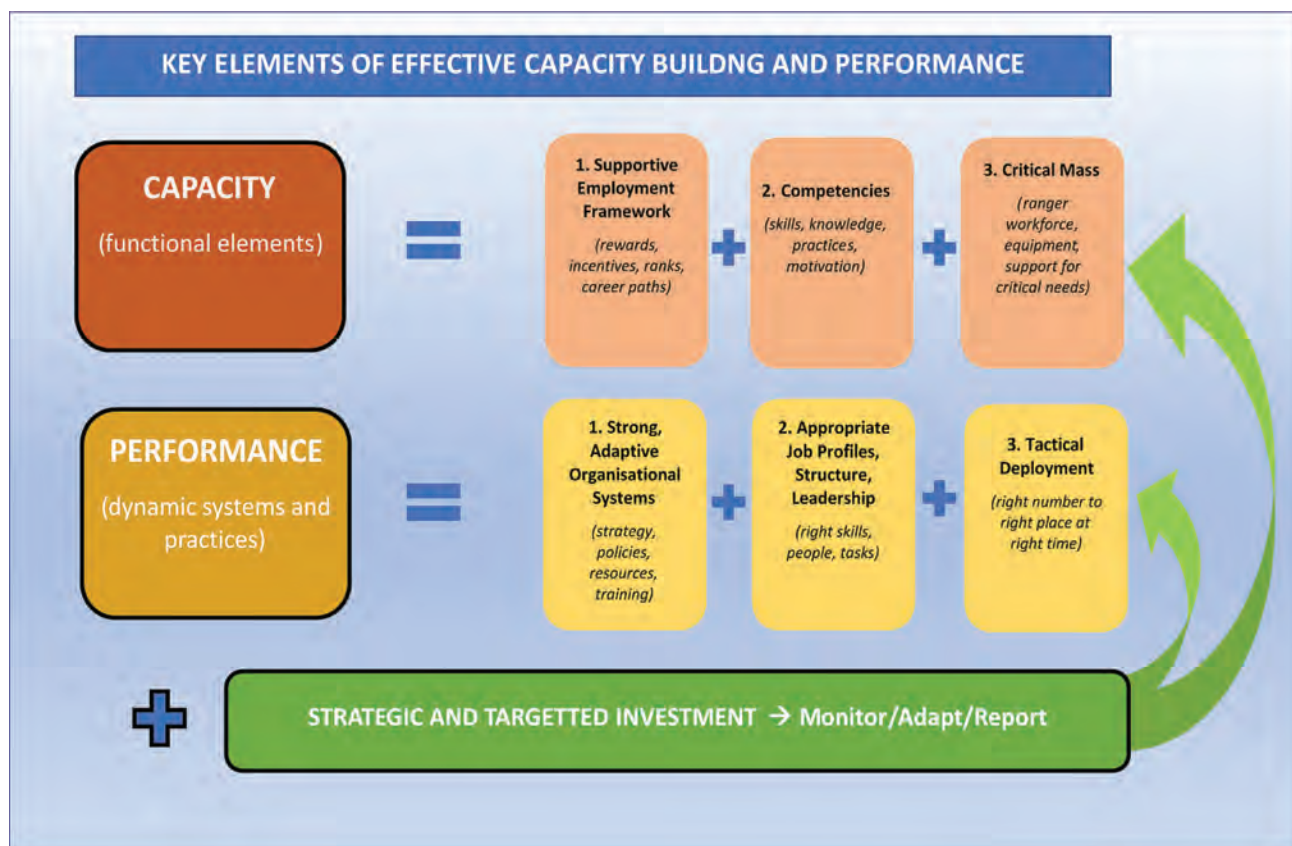 KEY ELEMENTS OF EFFECTIVE CAPACITY BUILDNG AND PERFORMANCE
CAPACITY
(functional elements)
1. Supportive
Employment
Framework
(rewards,
incentives, ranks,
career paths)
2. Competencies
(skills, knowledge,
practices,
motivation)
3. Critical Mass
(ranger
workforce,
equipment,
support for
critical needs)
PERFORMANCE
(dynamic systems and
practices)
1. Strong,
Adaptive
Organisational
Systems
(strategy,
policies,
resources,
training)
2. Appropriate
Job Profiles,
Structure,
Leadership
(right skills,
people, tasks)
3. Tactical
Deployment
(right number to
right place at
right time)
STRATEGIC AND TARGETTED INVESTMENT → Monitor/Adapt/Report